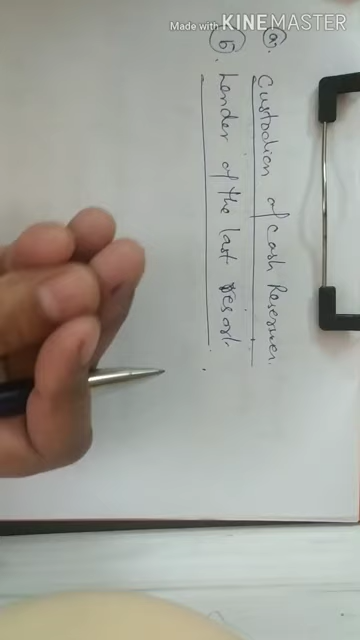 Made with KINEMASTER
(a). Custodian of cash Reserves.
(b). Lender of the last resort.